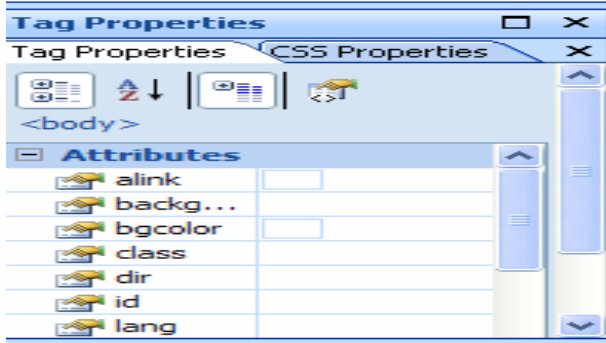 Tag Properties
Tag Properties CSS Properties
A
Z
<body>
Attributes
alink
backg...
bgcolor
class
dir
id
lang